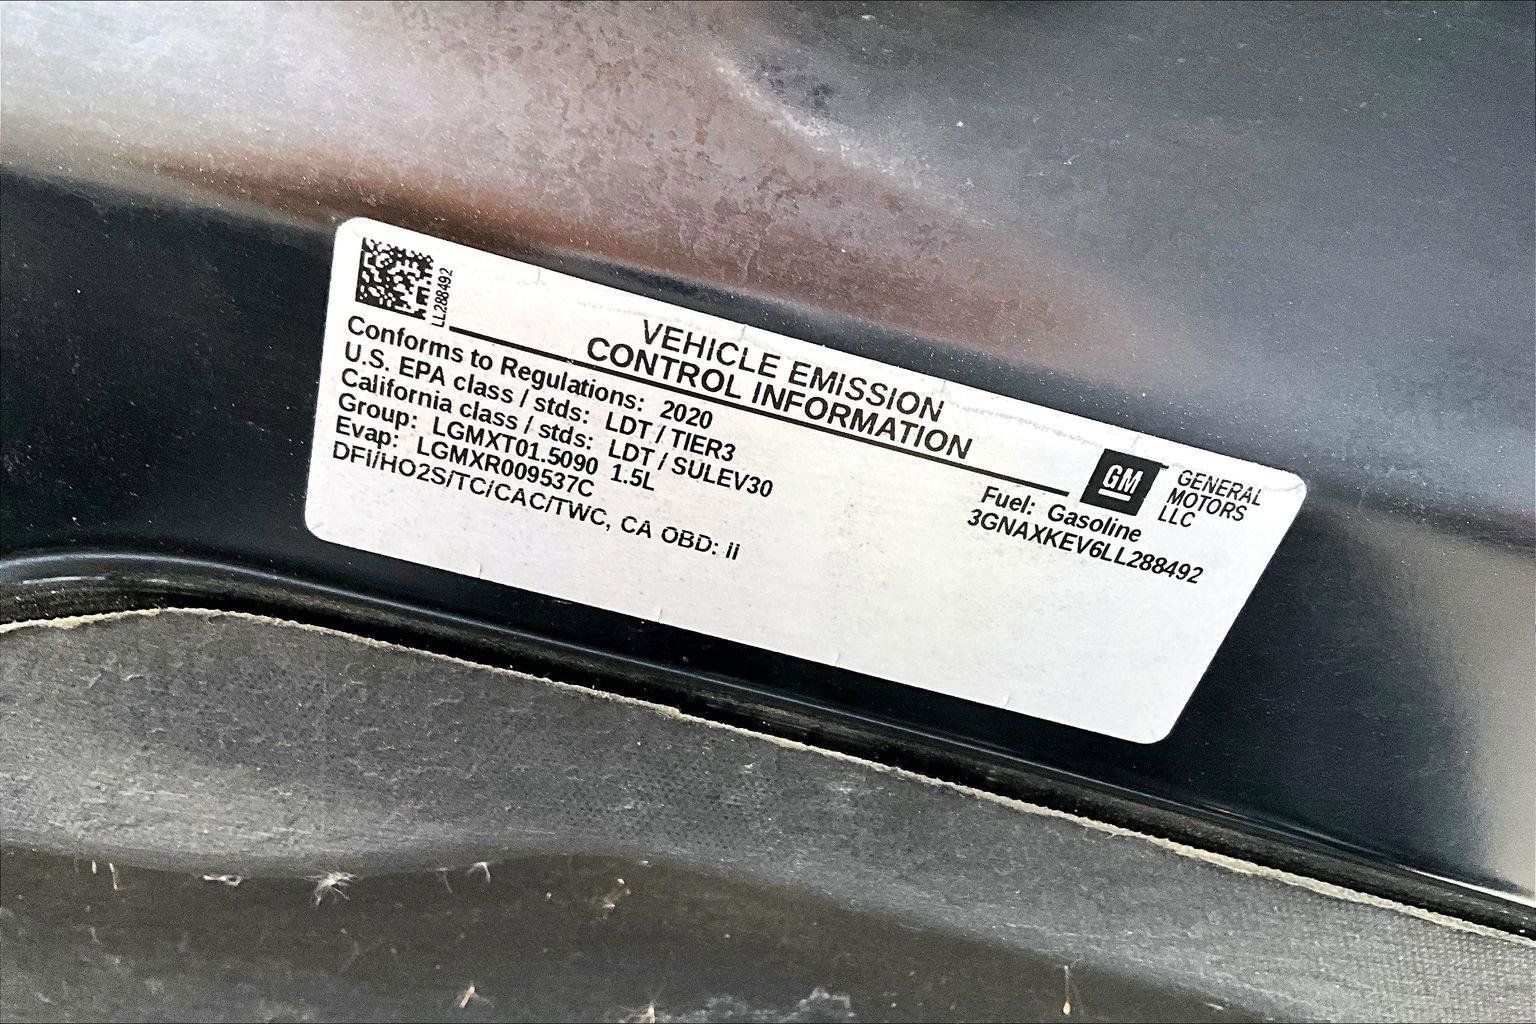 LL288492
VEHICLE EMISSION
CONTROL INFORMATION
Conforms to Regulations: 2020
U.S. EPA class / stds: LDT / TIER3
California class / stds: LDT / SULEV30
Group: LGMXT01.5090 1.5L
Evap: LGMXR009537C
DFI/HO2S/TC/CAC/TWC, CA OBD: II
GM
GENERAL
MOTORS
LLC
Fuel: Gasoline
3GNAXKEV6LL288492